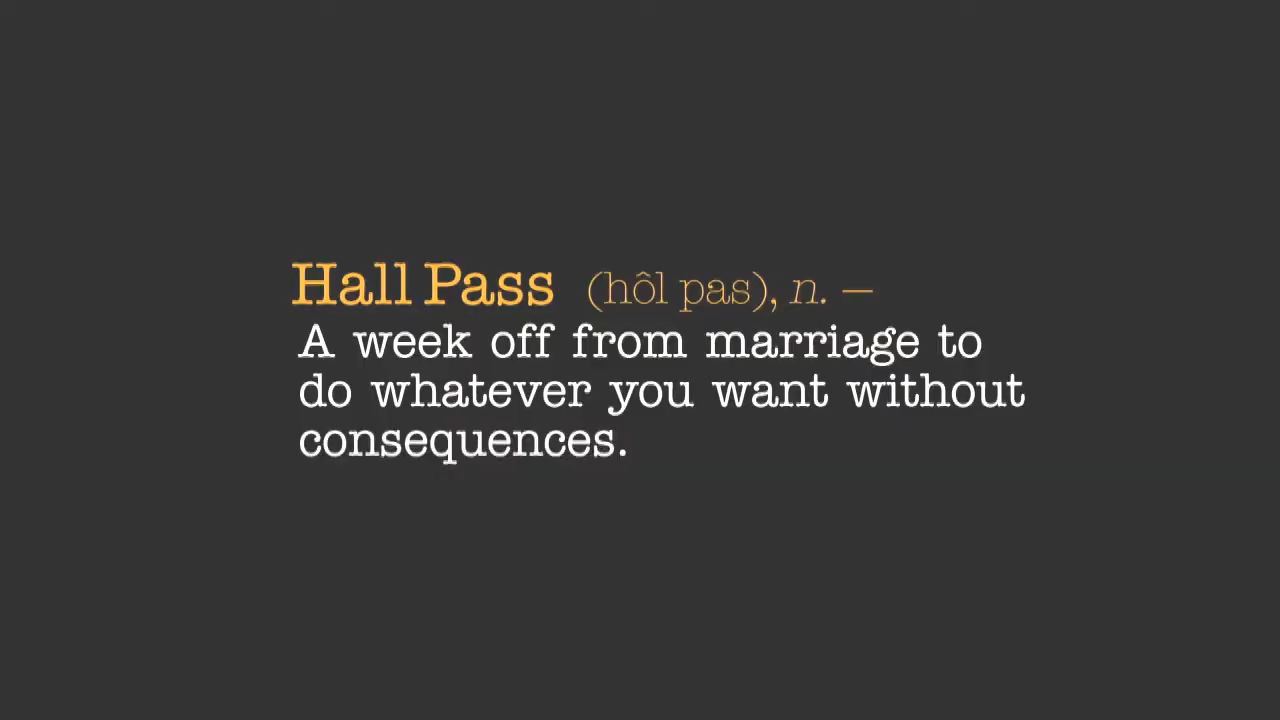 Hall Pass (hôl pas), n. —
A week off from marriage to
do whatever you want without
consequences.